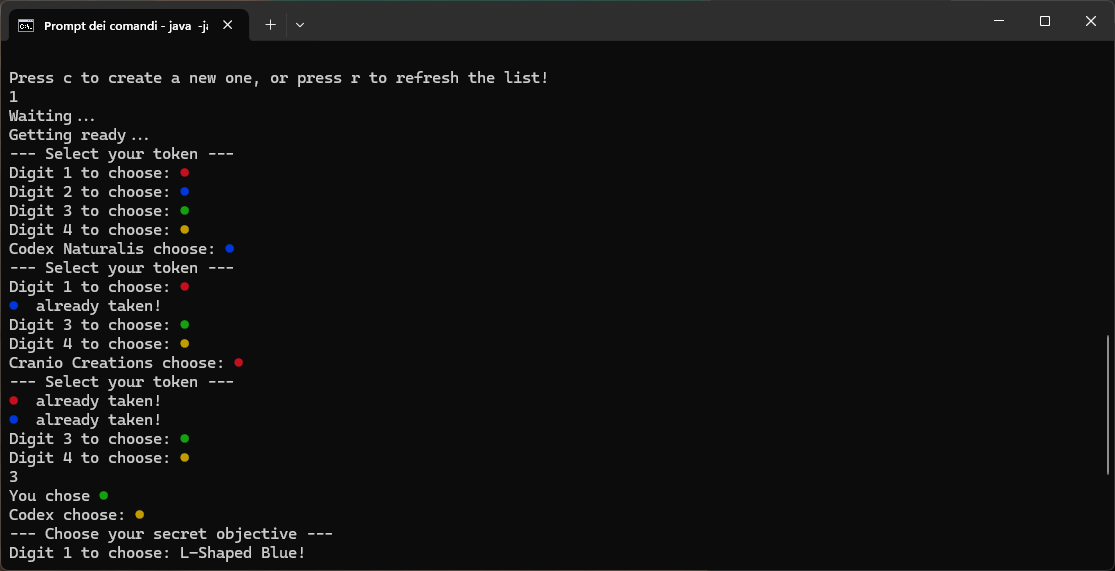 Prompt dei comandi - java -ja
Press c to create a new one, or press r to refresh the list!
1
Waiting...
Getting ready...
--- Select your token ---
Digit 1 to choose: ●
Digit 2 to choose: ●
Digit 3 to choose: ●
Digit 4 to choose: ●
Codex Naturalis choose: ●
--- Select your token ---
Digit 1 to choose: ●
● already taken!
Digit 3 to choose: ●
Digit 4 to choose: ●
Cranio Creations choose: ●
--- Select your token ---
● already taken!
● already taken!
Digit 3 to choose: ●
Digit 4 to choose: ●
3
You chose ●
Codex choose: ●
--- Choose your secret objective ---
Digit 1 to choose: L-Shaped Blue!